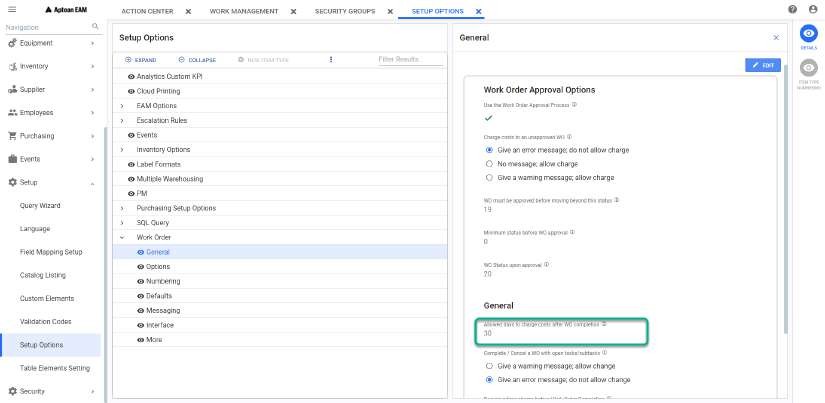 Aptean EAM
ACTION CENTER
WORK MANAGEMENT
SECURITY GROUPS
SETUP OPTIONS
Navigation
Equipment
Inventory
Supplier
Employees
Purchasing
Events
Setup
Query Wizard
Language
Field Mapping Setup
Catalog Listing
Custom Elements
Validation Codes
Setup Options
Table Elements Setting
Security
Setup Options
EXPAND
COLLAPSE
NEW ITEM TYPE
Filter Results
Analytics Custom KPI
Cloud Printing
EAM Options
Escalation Rules
Events
Inventory Options
Label Formats
Multiple Warehousing
PM
Purchasing Setup Options
SQL Query
Work Order
General
Options
Numbering
Defaults
Messaging
Interface
More
General
EDIT
Work Order Approval Options
Use the Work Order Approval Process
Charge costs to an unapproved WO
Give an error message; do not allow charge
No message; allow charge
Give a warning message; allow charge
WO must be approved before moving beyond this status
19
Minimum status before WO approval
0
WO Status upon approval
20
General
Allowed days to charge costs after WO completion
30
Complete / Cancel a WO with open tasks/subtasks
Give a warning message; allow change
Give an error message; do not allow change
DETAILS